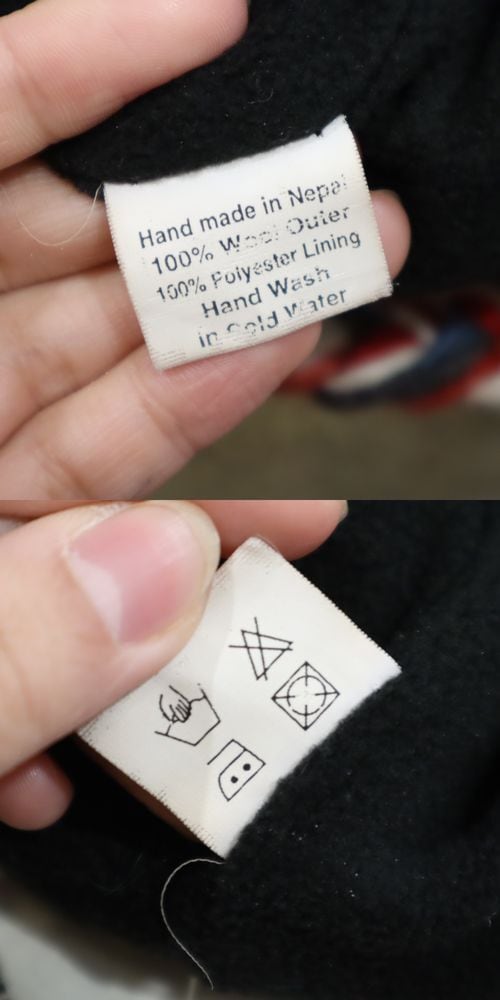 Hand made in Nepal
100% Wool Outer
100% Polyester Lining
Hand Wash
in Cold Water